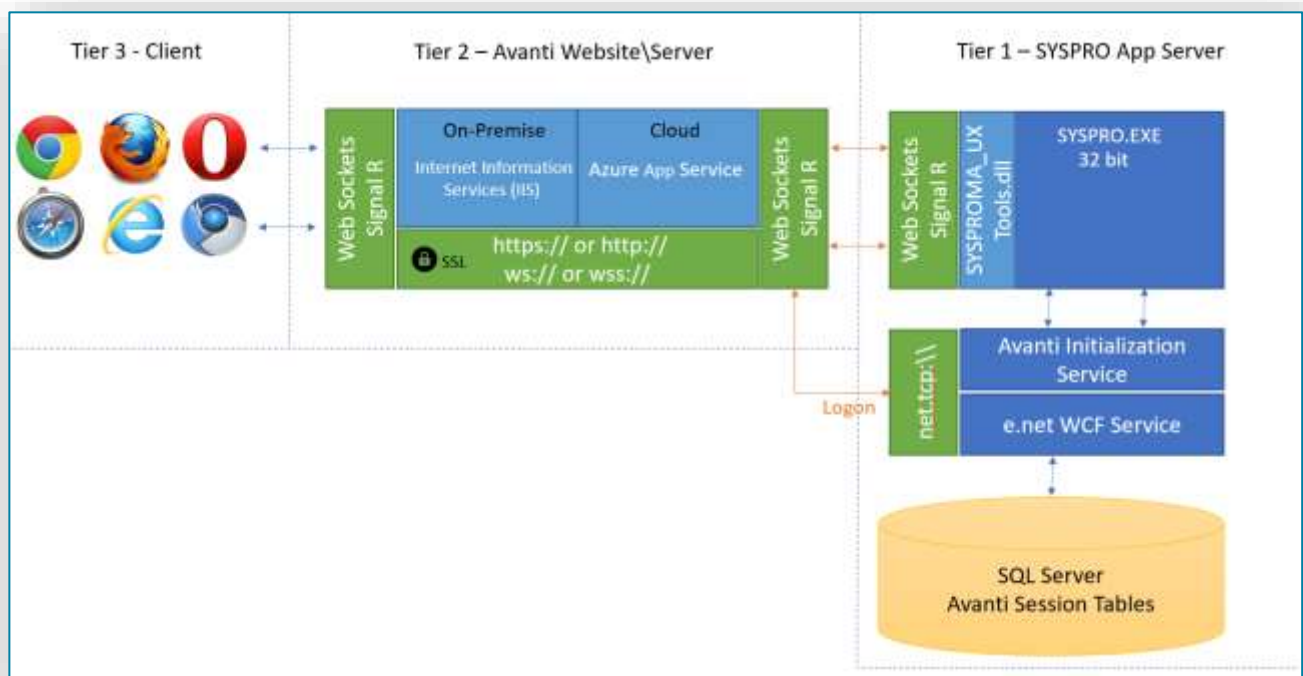 Tier 3 - Client
Tier 2 – Avanti Website\Server
Tier 1 – SYSPRO App Server
Web Sockets
Signal R
On-Premise
Internet Information
Services (IIS)
Cloud
Azure App Service
SSL
https:// or http://
ws:// or wss://
Web Sockets
Signal R
Web Sockets
Signal R
SYSPROMA_UX
Tools.dll
SYSPRO.EXE
32 bit
Logon
net.tcp:\\
Avanti Initialization
Service
e.net WCF Service
SQL Server
Avanti Session Tables